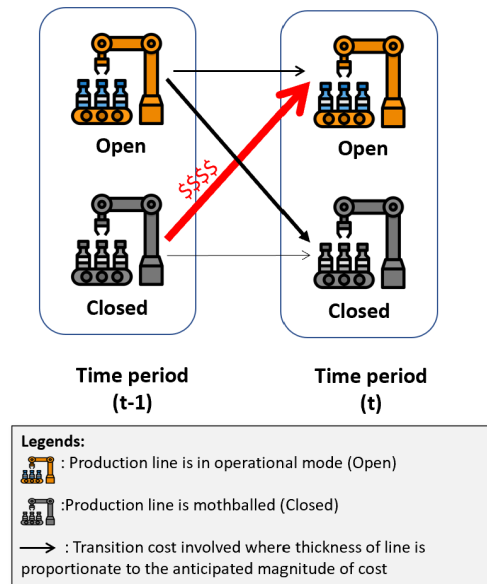 Open
Open
$$$$
Closed
Closed
Time period
(t-1)
Time period
(t)
Legends:
: Production line is in operational mode (Open)
:Production line is mothballed (Closed)
: Transition cost involved where thickness of line is
proportionate to the anticipated magnitude of cost